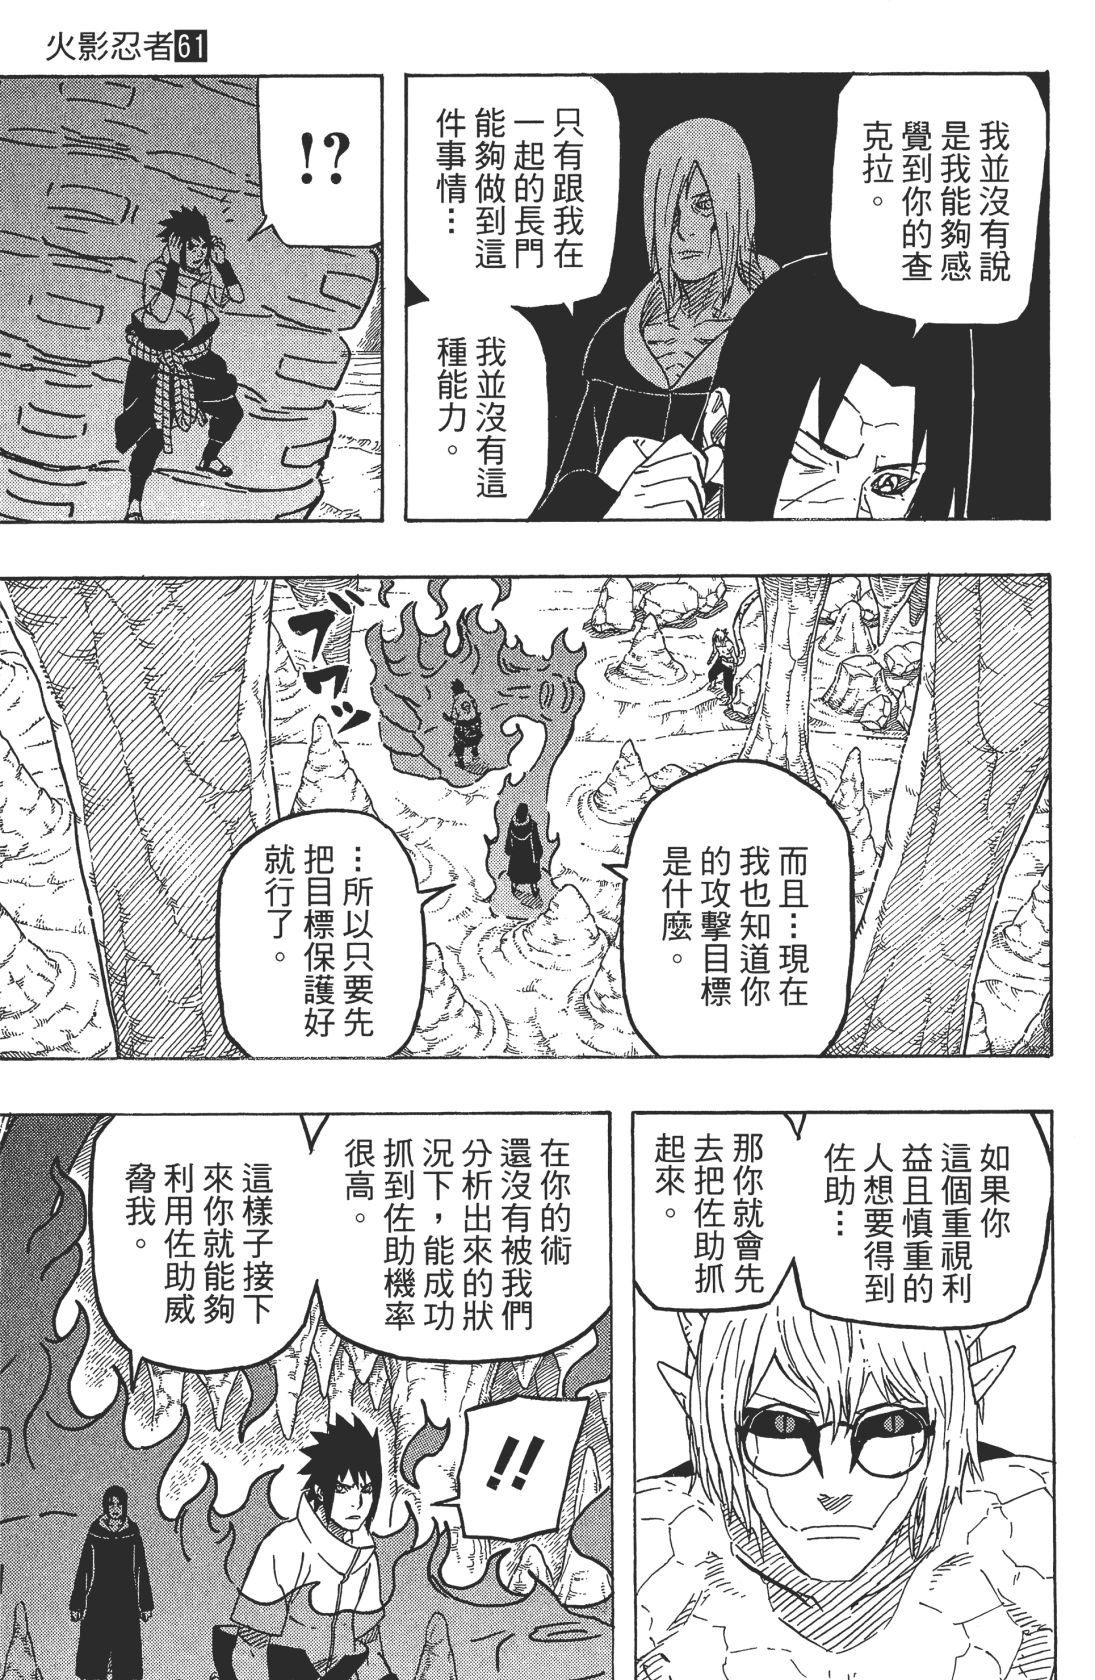 火影忍者61
我並沒有說
是我能夠感
覺到你的查
克拉。
只有跟我在
一起的長門
能夠做到這
件事情…
我並沒有這
種能力。
!?
ブワッ
而且…現在
我也知道你
的攻擊目標
是什麼。
…所以只要先
把目標保護好
就行了。
如果你
這個重視利
益且慎重的
人想要得到
佐助…
那你就會先
去把佐助抓
起來。
在你的術
還沒有被我們
分析出來的狀
況下，能成功
抓到佐助機率
很高。
這樣子接下
來你就能夠
利用佐助威
脅我。
!!